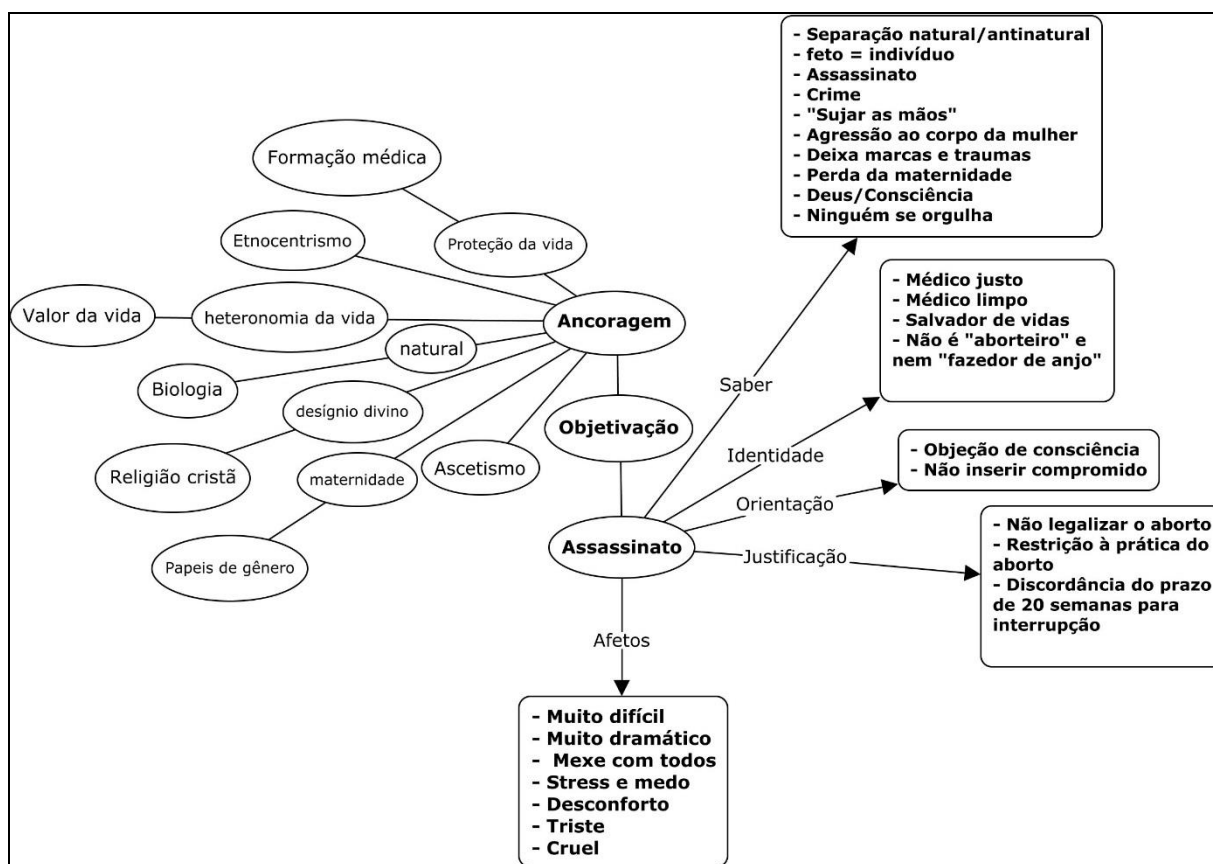 - Separação natural/antinatural
- feto = indivíduo
- Assassinato
- Crime
- "Sujar as mãos"
- Agressão ao corpo da mulher
- Deixa marcas e traumas
- Perda da maternidade
- Deus/Consciência
- Ninguém se orgulha
Formação médica
Etnocentrismo
Proteção da vida
Valor da vida
heteronomia da vida
Ancoragem
natural
Biologia
desígnio divino
Objetivação
Religião cristã
maternidade
Ascetismo
Papeis de gênero
Assassinato
Saber
Identidade
Orientação
Justificação
Afetos
- Médico justo
- Médico limpo
- Salvador de vidas
- Não é "aborteiro" e
nem "fazedor de anjo"
- Objeção de consciência
- Não inserir compromido
- Não legalizar o aborto
- Restrição à prática do
aborto
- Discordância do prazo
de 20 semanas para
interrupção
- Muito difícil
- Muito dramático
- Mexe com todos
- Stress e medo
- Desconforto
- Triste
- Cruel